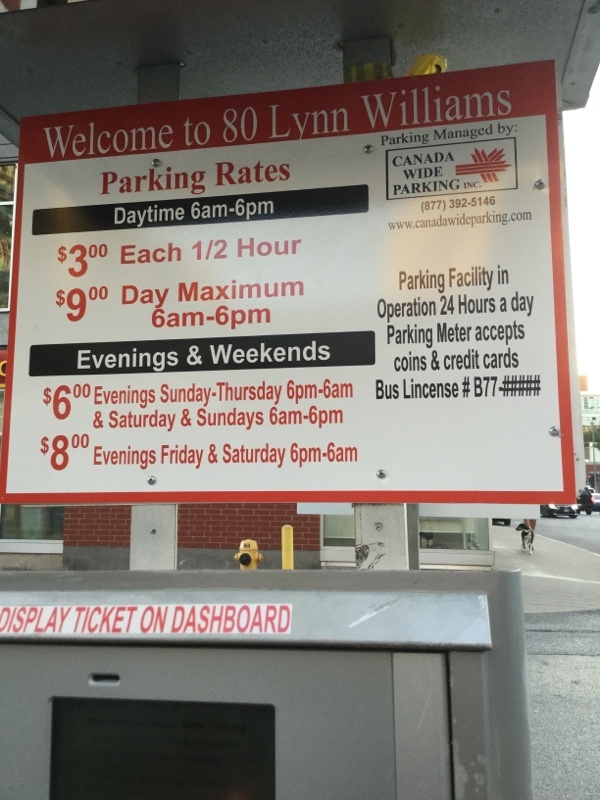 Welcome to 80 Lynn Williams
Parking Rates
Daytime 6am-6pm
$3.00 Each 1/2 Hour
$9.00 Day Maximum
6am-6pm
Evenings & Weekends
$6.00 Evenings Sunday-Thursday 6pm-6am
& Saturday & Sundays 6am-6pm
$8.00 Evenings Friday & Saturday 6pm-6am
Parking Managed by:
CANADA
WIDE
PARKING INC.
(877) 392-5146
www.canadawideparking.com
Parking Facility in
Operation 24 Hours a day
Parking Meter accepts
coins & credit cards
Bus Lincense # B77-#####
DISPLAY TICKET ON DASHBOARD